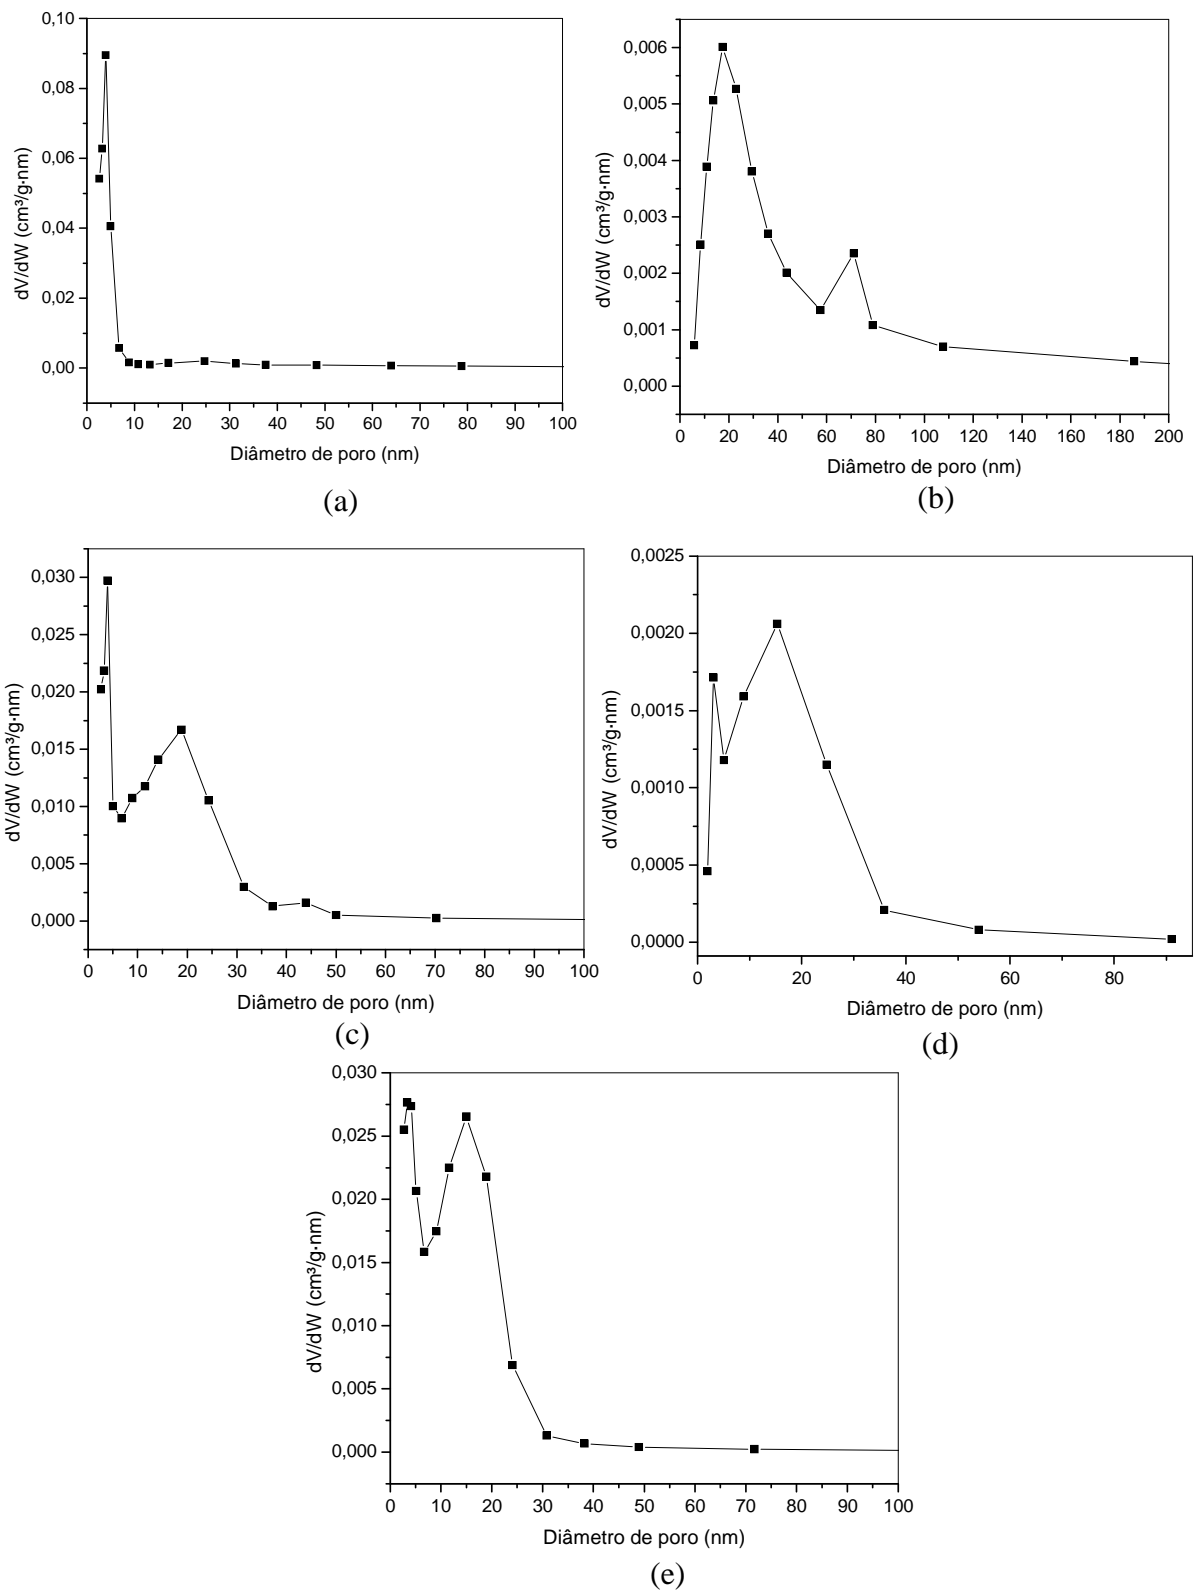 0,10
0,08
0,06
0,04
0,02
0,00
dV/dW (cm³/g·nm)
0 10 20 30 40 50 60 70 80 90 100
Diâmetro de poro (nm)
(a)
0,006
0,005
0,004
0,003
0,002
0,001
0,000
dV/dW (cm³/g·nm)
0 20 40 60 80 100 120 140 160 180 200
Diâmetro de poro (nm)
(b)
0,030
0,025
0,020
0,015
0,010
0,005
0,000
dV/dW (cm³/g·nm)
0 10 20 30 40 50 60 70 80 90 100
Diâmetro de poro (nm)
(c)
0,0025
0,0020
0,0015
0,0010
0,0005
0,0000
dV/dW (cm³/g·nm)
0 20 40 60 80
Diâmetro de poro (nm)
(d)
0,030
0,025
0,020
0,015
0,010
0,005
0,000
dV/dW (cm³/g·nm)
0 10 20 30 40 50 60 70 80 90 100
Diâmetro de poro (nm)
(e)